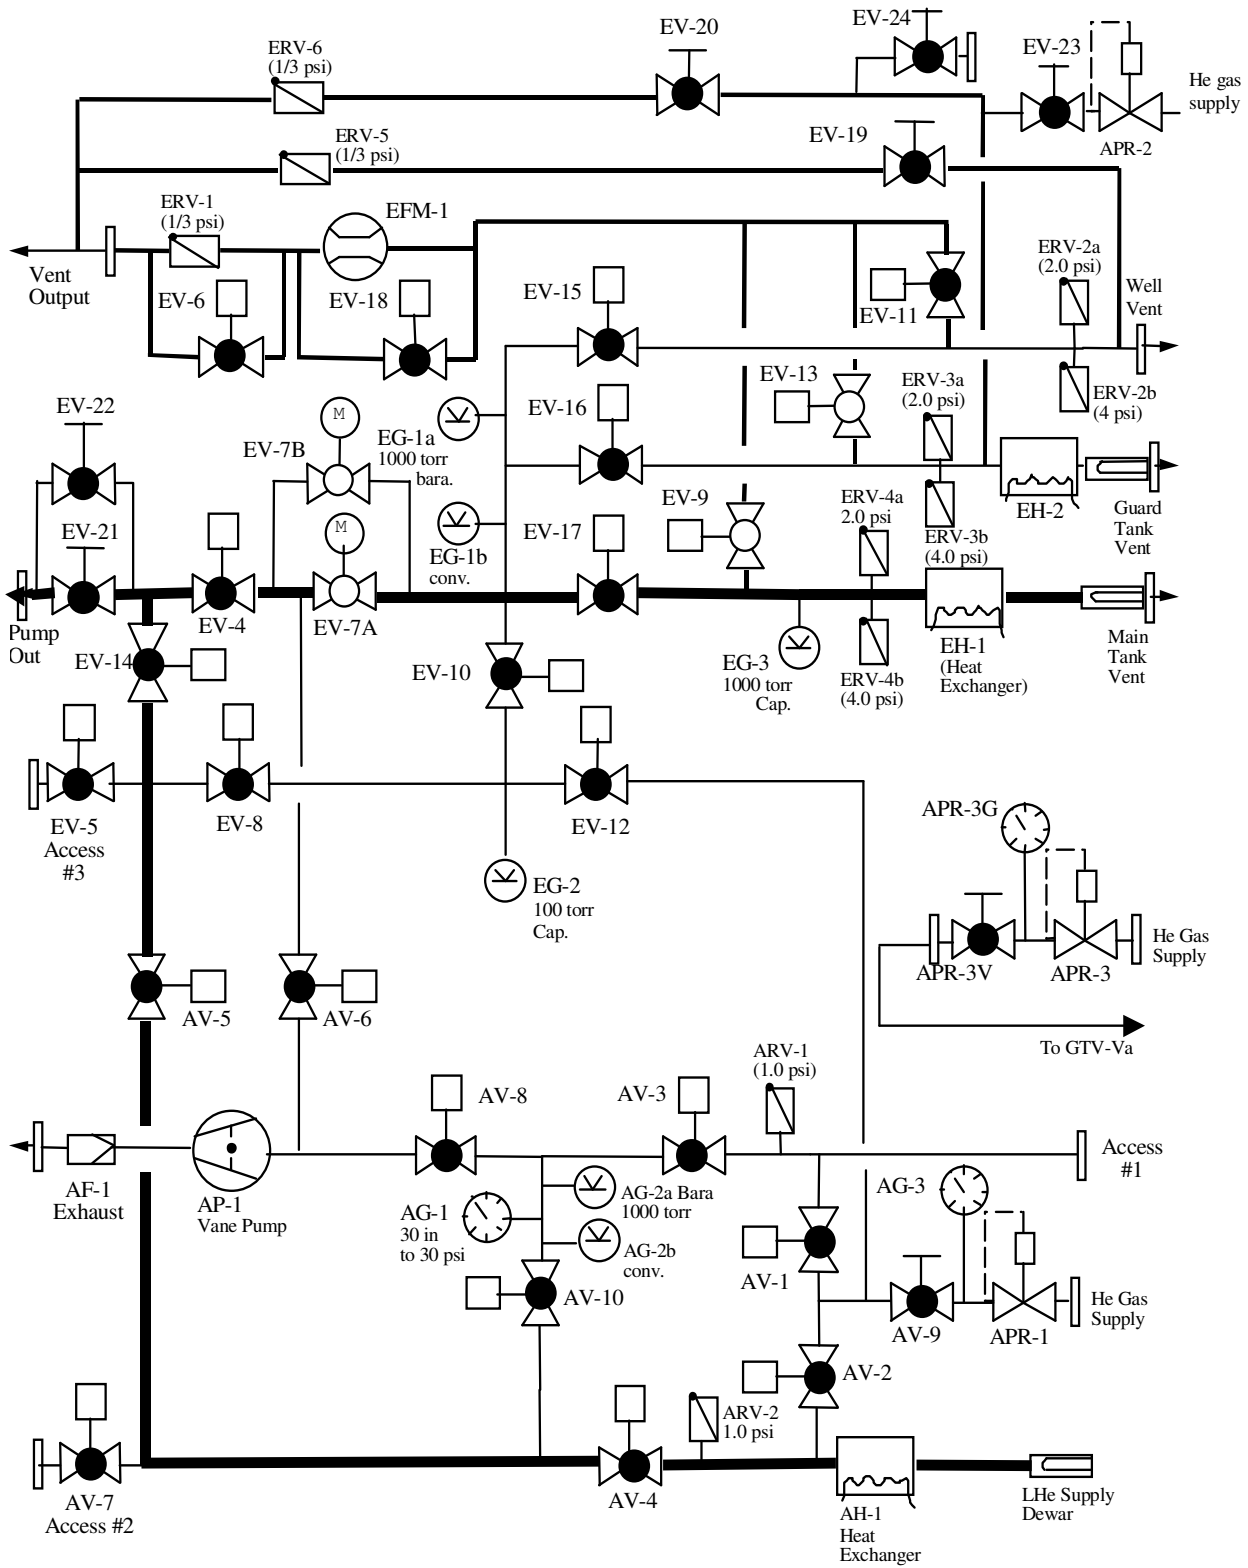 EV-24
EV-20
ERV-6
(1/3 psi)
EV-23
He gas
supply
APR-2
ERV-5
(1/3 psi)
EV-19
ERV-1
(1/3 psi)
EFM-1
Vent
Output
EV-6
EV-18
EV-15
EV-11
ERV-2a
(2.0 psi)
Well
Vent
EV-22
M
EV-7B
EG-1a
1000 torr
bara.
EV-16
EV-13
ERV-3a
(2.0 psi)
ERV-2b
(4 psi)
EV-21
M
EG-1b
conv.
EV-17
EV-9
ERV-4a
2.0 psi
ERV-3b
(4.0 psi)
EH-2
Guard
Tank
Vent
Pump
Out
EV-14
EV-4
EV-7A
EV-10
EG-3
1000 torr
Cap.
ERV-4b
(4.0 psi)
EH-1
(Heat
Exchanger)
Main
Tank
Vent
EV-5
Access
#3
EV-8
EV-12
APR-3G
EG-2
100 torr
Cap.
APR-3V
APR-3
He Gas
Supply
AV-5
AV-6
To GTV-Va
ARV-1
(1.0 psi)
AV-8
AV-3
AF-1
Exhaust
AP-1
Vane Pump
AG-1
30 in
to 30 psi
AG-2a Bara
1000 torr
AG-2b
conv.
AG-3
Access
#1
AV-1
AV-10
AV-9
APR-1
He Gas
Supply
AV-2
ARV-2
1.0 psi
AV-7
Access #2
AV-4
AH-1
Heat
Exchanger
LHe Supply
Dewar